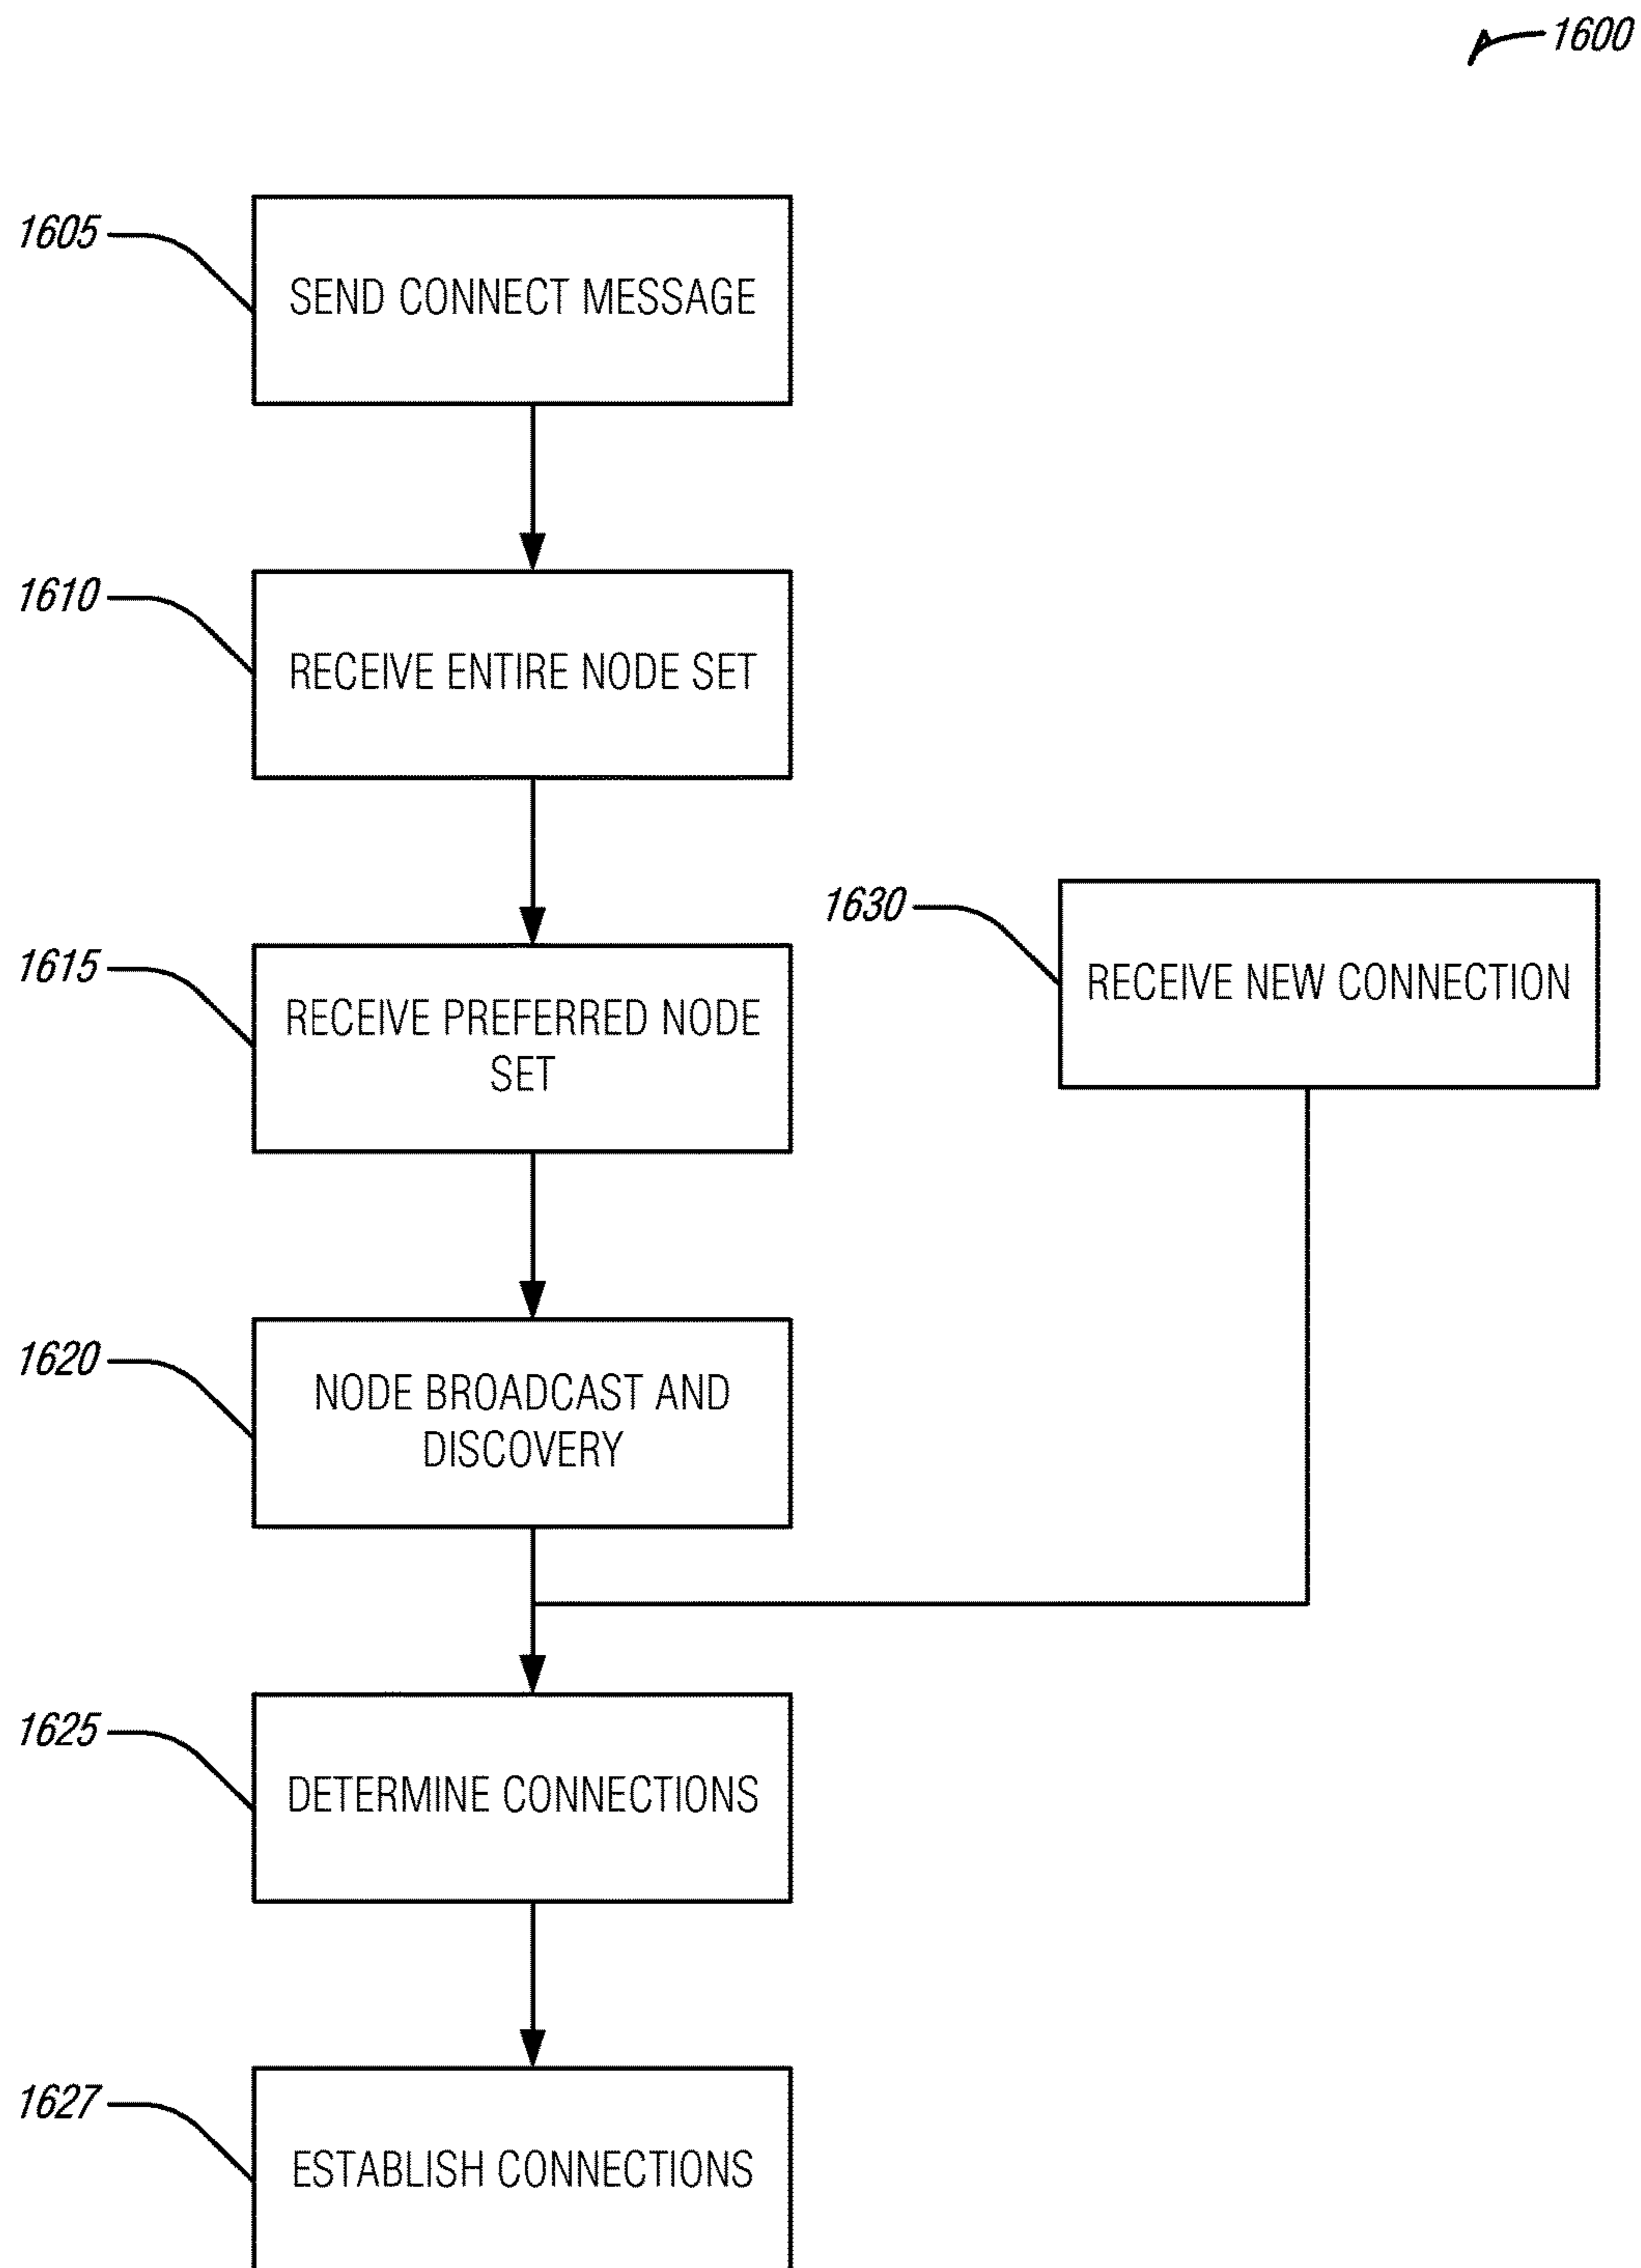 1600
1605
SEND CONNECT MESSAGE
1610
RECEIVE ENTIRE NODE SET
1615
RECEIVE PREFERRED NODE
SET
1630
RECEIVE NEW CONNECTION
1620
NODE BROADCAST AND
DISCOVERY
1625
DETERMINE CONNECTIONS
1627
ESTABLISH CONNECTIONS